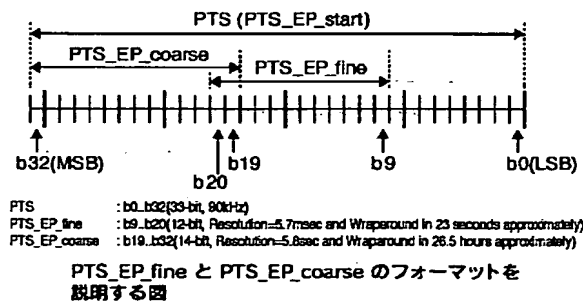 PTS (PTS_EP_start)
PTS_EP_coarse
PTS_EP_fine
b32(MSB)
b20
b19
b9
b0(LSB)
PTS : b0..b32(33-bit, 90kHz)
PTS_EP_fine : b9..b20(12-bit, Resolution=5.7msec and Wraparound in 23 seconds approximately)
PTS_EP_coarse : b19..b32(14-bit, Resolution=5.8sec and Wraparound in 26.5 hours approximately)
PTS_EP_fine と PTS_EP_coarse のフォーマットを
説明する図